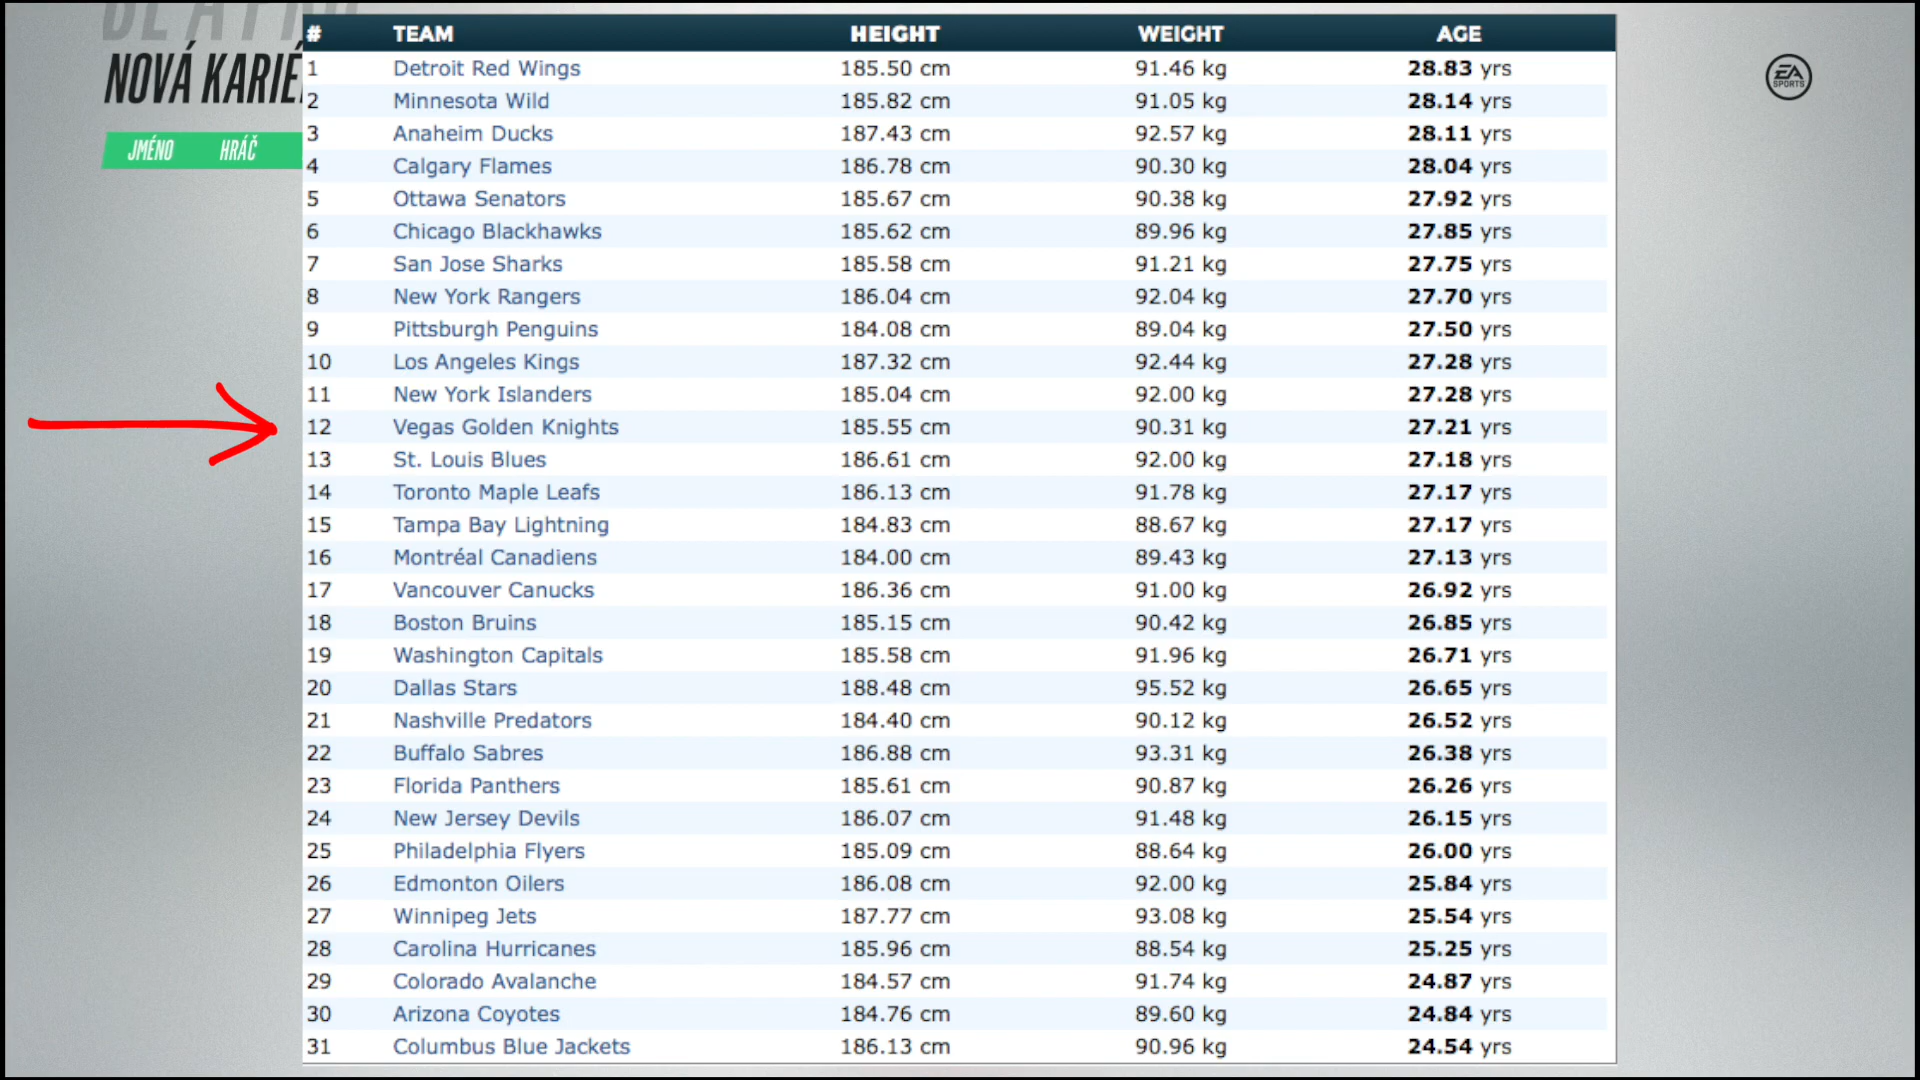 BE A PRO
NOVÁ KARIÉ
JMÉNO HRÁČ
EA
SPORTS
# TEAM HEIGHT WEIGHT AGE
1 Detroit Red Wings 185.50 cm 91.46 kg 28.83 yrs
2 Minnesota Wild 185.82 cm 91.05 kg 28.14 yrs
3 Anaheim Ducks 187.43 cm 92.57 kg 28.11 yrs
4 Calgary Flames 186.78 cm 90.30 kg 28.04 yrs
5 Ottawa Senators 185.67 cm 90.38 kg 27.92 yrs
6 Chicago Blackhawks 185.62 cm 89.96 kg 27.85 yrs
7 San Jose Sharks 185.58 cm 91.21 kg 27.75 yrs
8 New York Rangers 186.04 cm 92.04 kg 27.70 yrs
9 Pittsburgh Penguins 184.08 cm 89.04 kg 27.50 yrs
10 Los Angeles Kings 187.32 cm 92.44 kg 27.28 yrs
11 New York Islanders 185.04 cm 92.00 kg 27.28 yrs
12 Vegas Golden Knights 185.55 cm 90.31 kg 27.21 yrs
13 St. Louis Blues 186.61 cm 92.00 kg 27.18 yrs
14 Toronto Maple Leafs 186.13 cm 91.78 kg 27.17 yrs
15 Tampa Bay Lightning 184.83 cm 88.67 kg 27.17 yrs
16 Montréal Canadiens 184.00 cm 89.43 kg 27.13 yrs
17 Vancouver Canucks 186.36 cm 91.00 kg 26.92 yrs
18 Boston Bruins 185.15 cm 90.42 kg 26.85 yrs
19 Washington Capitals 185.58 cm 91.96 kg 26.71 yrs
20 Dallas Stars 188.48 cm 95.52 kg 26.65 yrs
21 Nashville Predators 184.40 cm 90.12 kg 26.52 yrs
22 Buffalo Sabres 186.88 cm 93.31 kg 26.38 yrs
23 Florida Panthers 185.61 cm 90.87 kg 26.26 yrs
24 New Jersey Devils 186.07 cm 91.48 kg 26.15 yrs
25 Philadelphia Flyers 185.09 cm 88.64 kg 26.00 yrs
26 Edmonton Oilers 186.08 cm 92.00 kg 25.84 yrs
27 Winnipeg Jets 187.77 cm 93.08 kg 25.54 yrs
28 Carolina Hurricanes 185.96 cm 88.54 kg 25.25 yrs
29 Colorado Avalanche 184.57 cm 91.74 kg 24.87 yrs
30 Arizona Coyotes 184.76 cm 89.60 kg 24.84 yrs
31 Columbus Blue Jackets 186.13 cm 90.96 kg 24.54 yrs